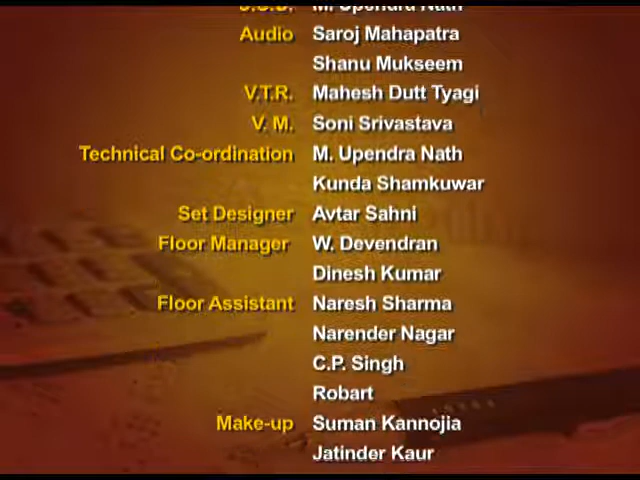 M. Upendra Nath
Audio Saroj Mahapatra
Shanu Mukseem
V.T.R. Mahesh Dutt Tyagi
V. M. Soni Srivastava
Technical Co-ordination M. Upendra Nath
Kunda Shamkuwar
Set Designer Avtar Sahni
Floor Manager W. Devendran
Dinesh Kumar
Floor Assistant Naresh Sharma
Narender Nagar
C.P. Singh
Robart
Make-up Suman Kannojia
Jatinder Kaur